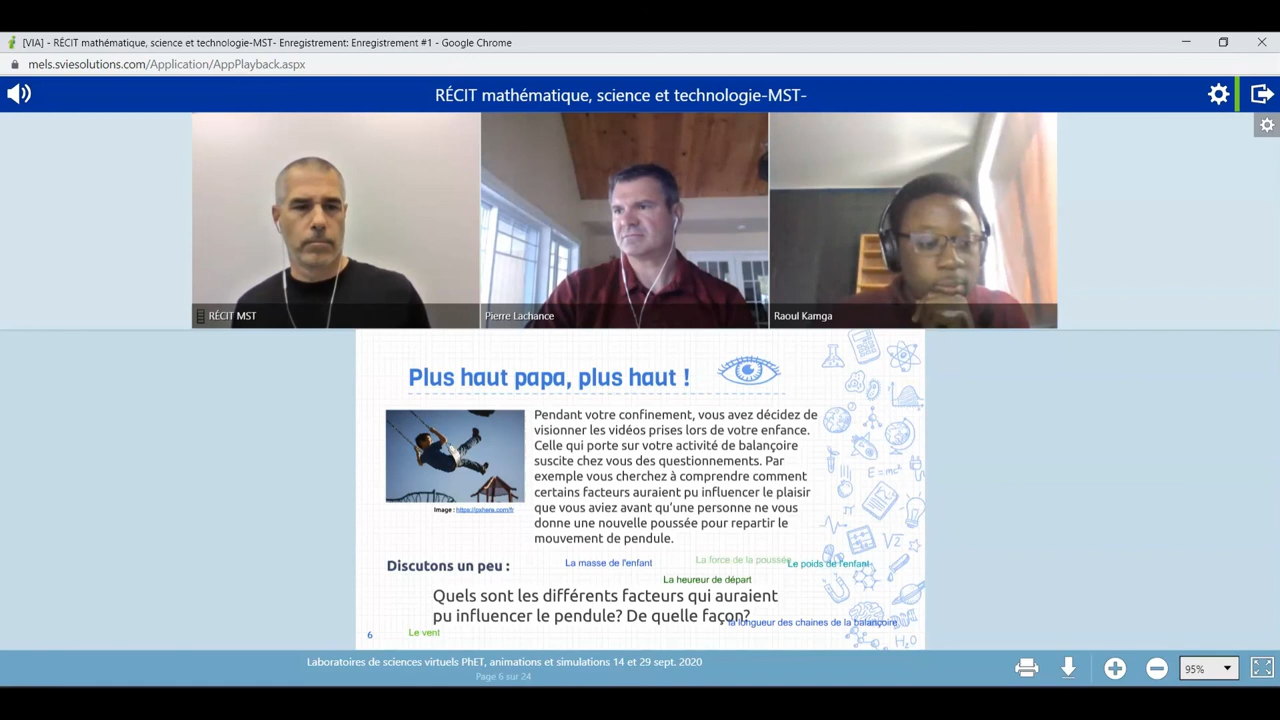 [VIA] - RÉCIT mathématique, science et technologie-MST- Enregistrement: Enregistrement #1 - Google Chrome
mels.sviesolutions.com/Application/AppPlayback.aspx
RÉCIT mathématique, science et technologie-MST-
RÉCIT MST
Pierre Lachance
Raoul Kamga
Plus haut papa, plus haut !
Pendant votre confinement, vous avez décidez de
visionner les vidéos prises lors de votre enfance.
Celle qui porte sur votre activité de balançoire
suscite chez vous des questionnements. Par
exemple vous cherchez à comprendre comment
certains facteurs auraient pu influencer le plaisir
que vous aviez avant qu'une personne ne vous
donne une nouvelle poussée pour repartir le
mouvement de pendule.
Image : https://pxhere.com/fr
E=mc²
π
√2
H₂O
Discutons un peu :
La masse de l'enfant
La force de la poussée
Le poids de l'enfant
La heureur de départ
Quels sont les différents facteurs qui auraient
pu influencer le pendule? De quelle façon?
la longueur des chaines de la balançoire
Le vent
6
Laboratoires de sciences virtuels PhET, animations et simulations 14 et 29 sept. 2020
Page 6 sur 24
95%